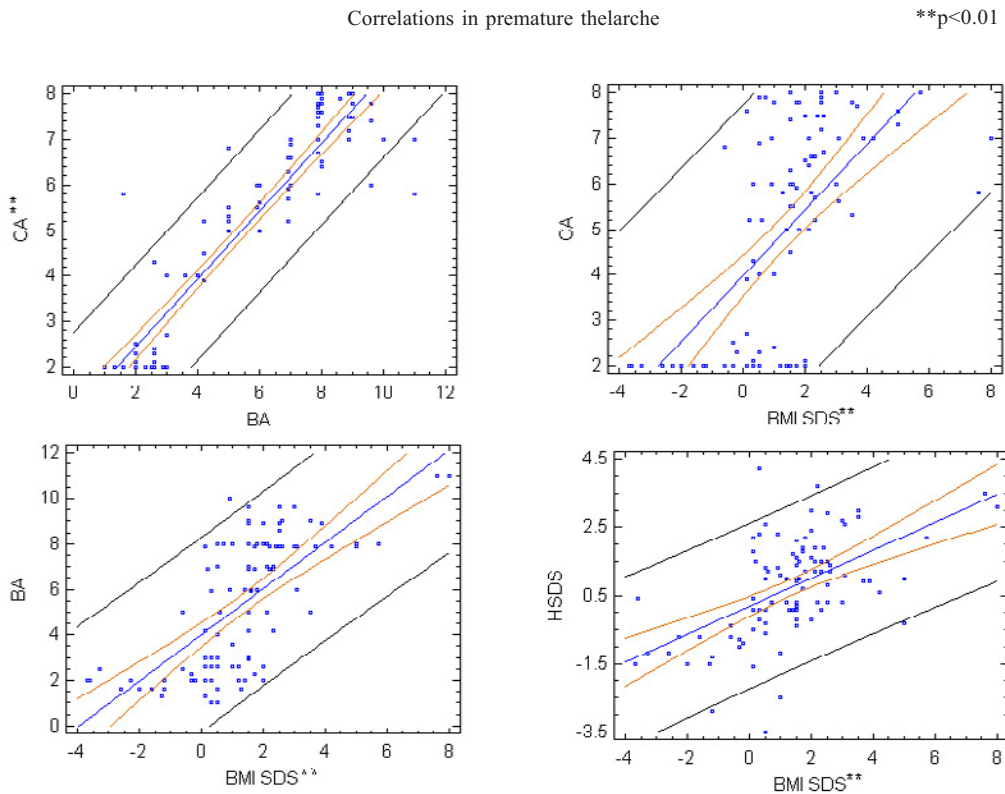 Correlations in premature thelarche **p<0.01
8
7
6
5
4
3
2
CA**
0 2 4 6 8 10 12
BA
8
7
6
5
4
3
2
CA
-4 -2 0 2 4 6 8
BMI SDS**
12
10
8
6
4
2
0
BA
-4 -2 0 2 4 6 8
BMI SDS**
4.5
2.5
0.5
-1.5
-3.5
HSDS
-4 -2 0 2 4 6 8
BMI SDS**